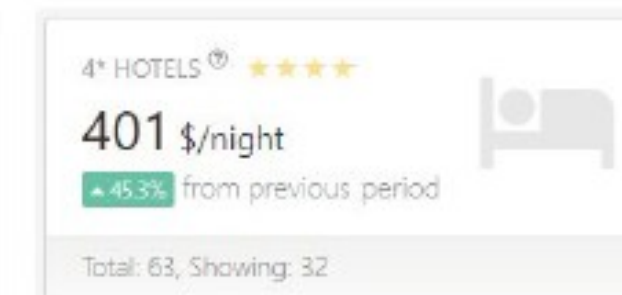 4* HOTELS ? ★★★★
401 $/night
▲ 45.3% from previous period
Total: 63, Showing: 32